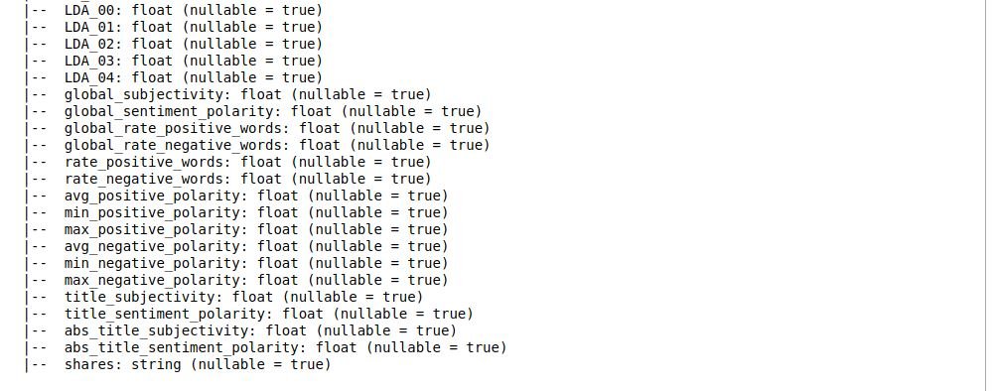 |--  LDA_00: float (nullable = true)
|--  LDA_01: float (nullable = true)
|--  LDA_02: float (nullable = true)
|--  LDA_03: float (nullable = true)
|--  LDA_04: float (nullable = true)
|--  global_subjectivity: float (nullable = true)
|--  global_sentiment_polarity: float (nullable = true)
|--  global_rate_positive_words: float (nullable = true)
|--  global_rate_negative_words: float (nullable = true)
|--  rate_positive_words: float (nullable = true)
|--  rate_negative_words: float (nullable = true)
|--  avg_positive_polarity: float (nullable = true)
|--  min_positive_polarity: float (nullable = true)
|--  max_positive_polarity: float (nullable = true)
|--  avg_negative_polarity: float (nullable = true)
|--  min_negative_polarity: float (nullable = true)
|--  max_negative_polarity: float (nullable = true)
|--  title_subjectivity: float (nullable = true)
|--  title_sentiment_polarity: float (nullable = true)
|--  abs_title_subjectivity: float (nullable = true)
|--  abs_title_sentiment_polarity: float (nullable = true)
|--  shares: string (nullable = true)